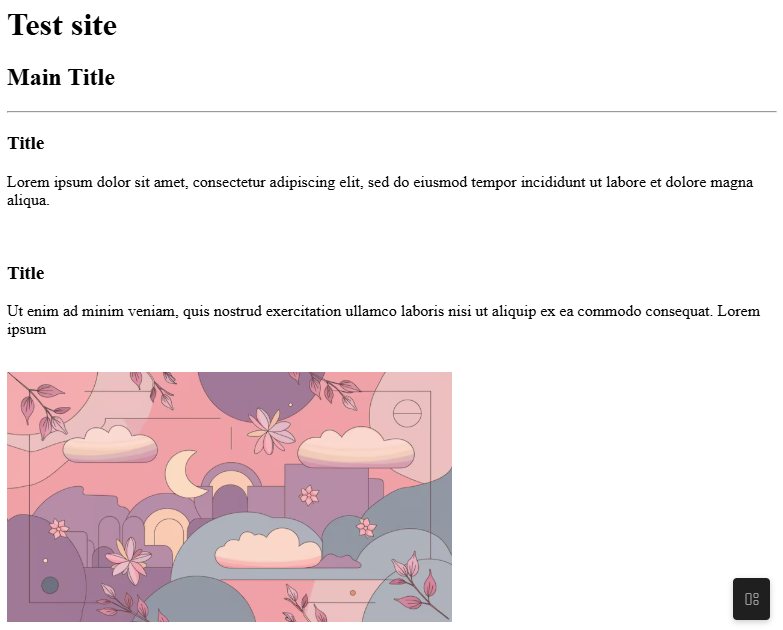 Test site
Main Title
Title
Lorem ipsum dolor sit amet, consectetur adipiscing elit, sed do eiusmod tempor incididunt ut labore et dolore magna
aliqua.
Title
Ut enim ad minim veniam, quis nostrud exercitation ullamco laboris nisi ut aliquip ex ea commodo consequat. Lorem
ipsum